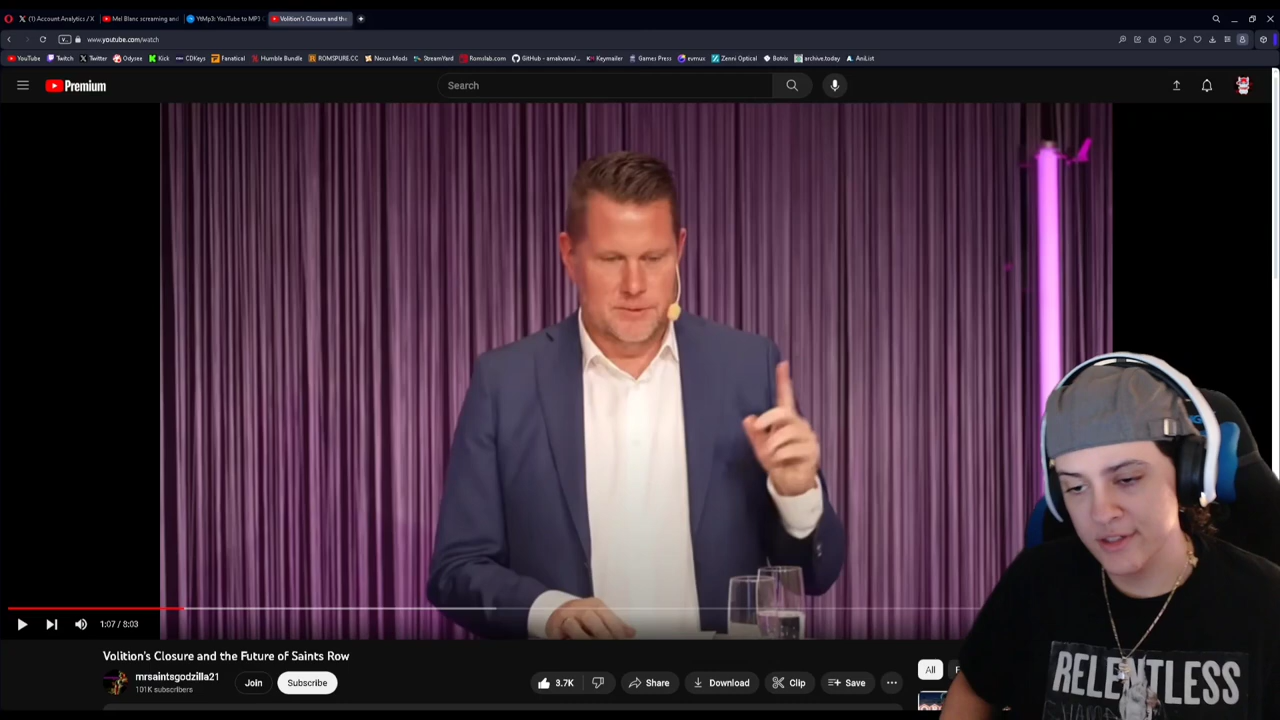 (1) Account Analytics / X
Mel Blanc screaming and
YtMp3: YouTube to MP3 C
Volition's Closure and the
www.youtube.com/watch
YouTube
Twitch
Twitter
Odysee
Kick
CDKeys
Fanatical
Humble Bundle
ROMSPURE.CC
Nexus Mods
StreamYard
Romslab.com
GitHub - amakvana/...
Keymailer
Games Press
evmux
Zenni Optical
Botrix
archive.today
AniList
Premium
Search
1:07 / 8:03
RELENTLESS
Volition's Closure and the Future of Saints Row
mrsaintsgodzilla21
101K subscribers
Join
Subscribe
3.7K
Share
Download
Clip
Save
All